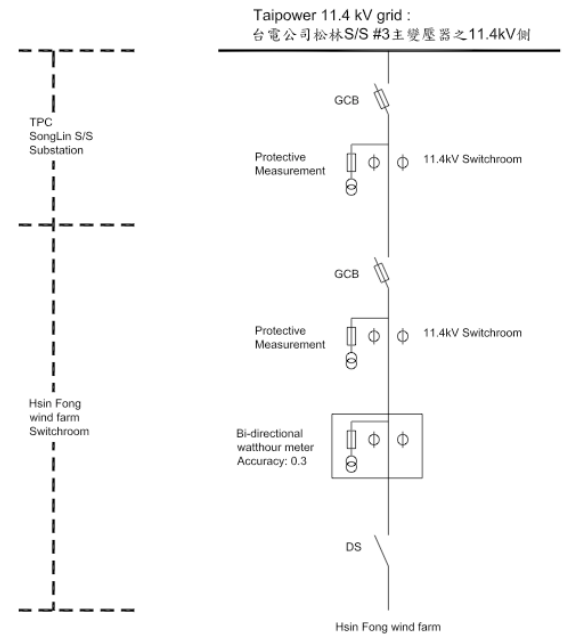 Taipower 11.4 kV grid :
台電公司松林S/S #3主變壓器之11.4kV側
GCB
TPC
SongLin S/S
Substation
Protective
Measurement
11.4kV Switchroom
GCB
Protective
Measurement
11.4kV Switchroom
Hsin Fong
wind farm
Switchroom
Bi-directional
watthour meter
Accuracy: 0.3
DS
Hsin Fong wind farm